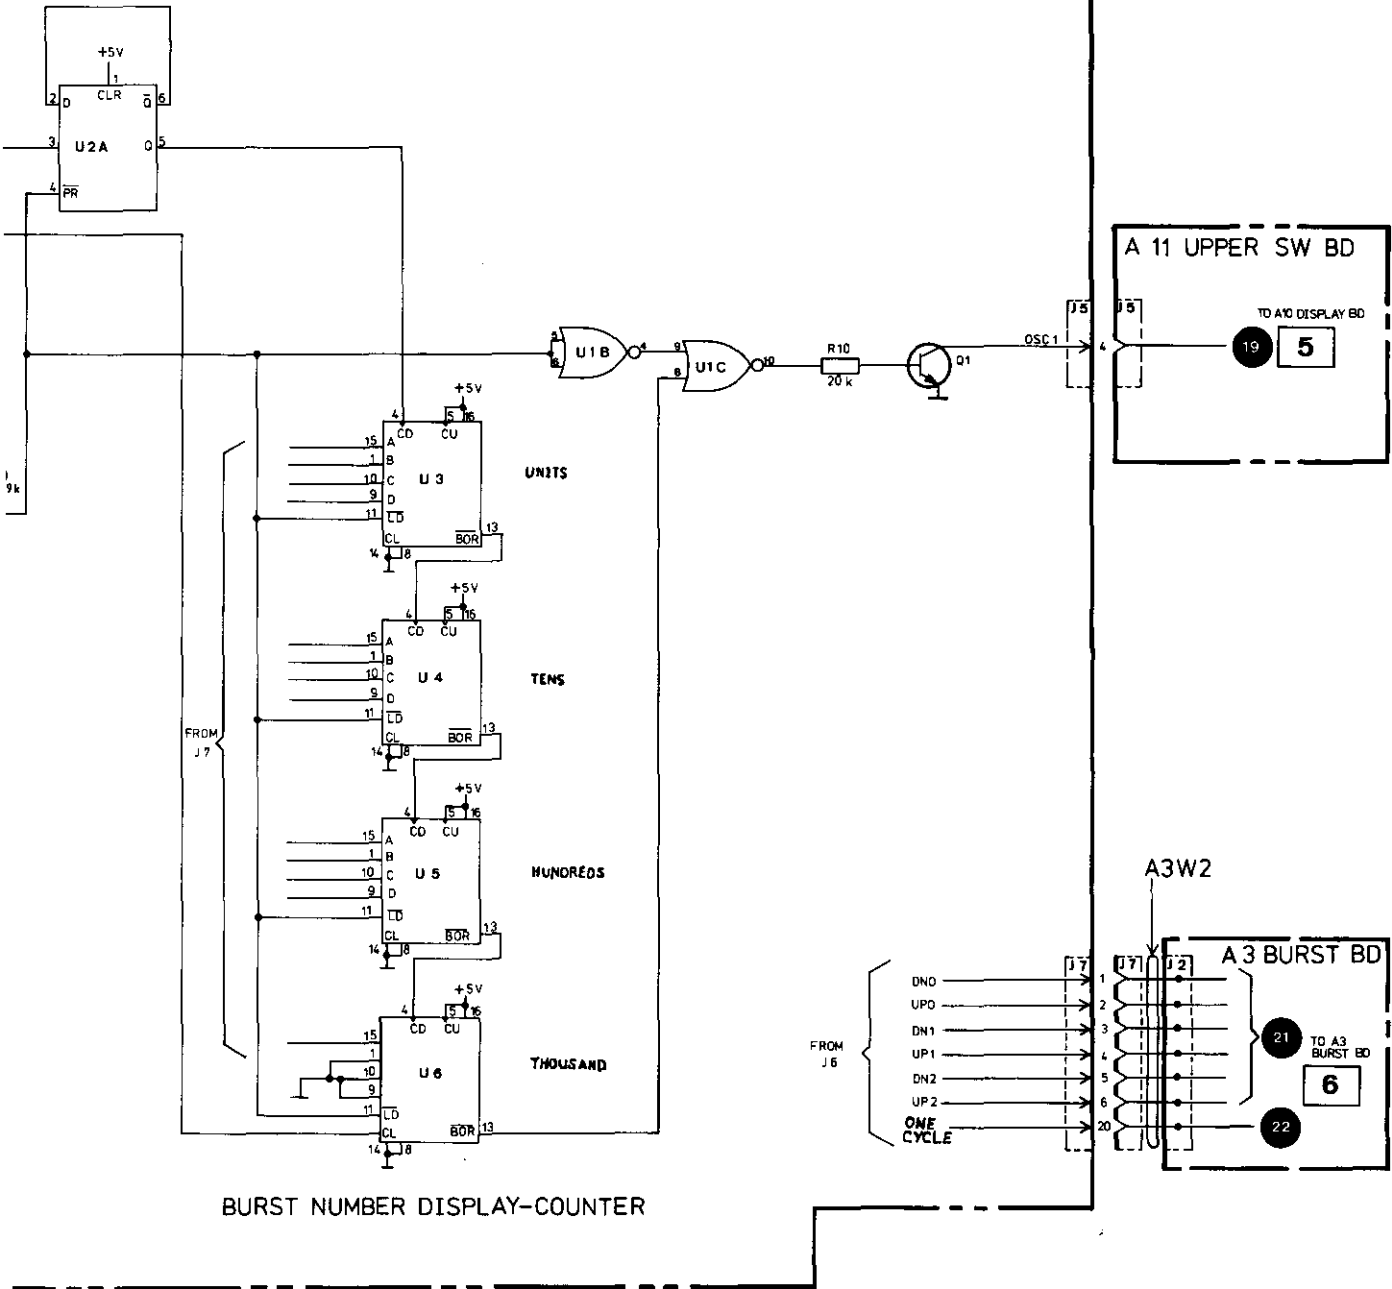 +5V
1
CLR
2
D
Q
6
3
U2A
Q
5
4
PR
A 11 UPPER SW BD
J5
J5
TO A10 DISPLAY BD
OSC 1
4
19
5
5
6
U1B
4
9
8
U1C
10
R10
20 k
Q1
9k
+5V
4
5
16
CD
CU
15
A
1
B
10
C
U 3
9
D
11
LD
CL
BOR
13
14
8
UNITS
+5V
4
5
16
CD
CU
15
A
1
B
10
C
U 4
9
D
11
LD
CL
BOR
13
14
8
TENS
FROM
J 7
+5V
4
5
16
CD
CU
15
A
1
B
10
C
U 5
9
D
11
LD
CL
BOR
13
14
8
HUNDREDS
+5V
4
5
16
CD
CU
15
1
10
U 6
9
11
LD
CL
BOR
13
14
8
THOUSAND
A3W2
A 3 BURST BD
J7
J7
J2
FROM
J6
DN0
1
UP0
2
DN1
3
UP1
4
DN2
5
UP2
6
ONE
CYCLE
20
21
TO A3
BURST BD
6
22
BURST NUMBER DISPLAY-COUNTER